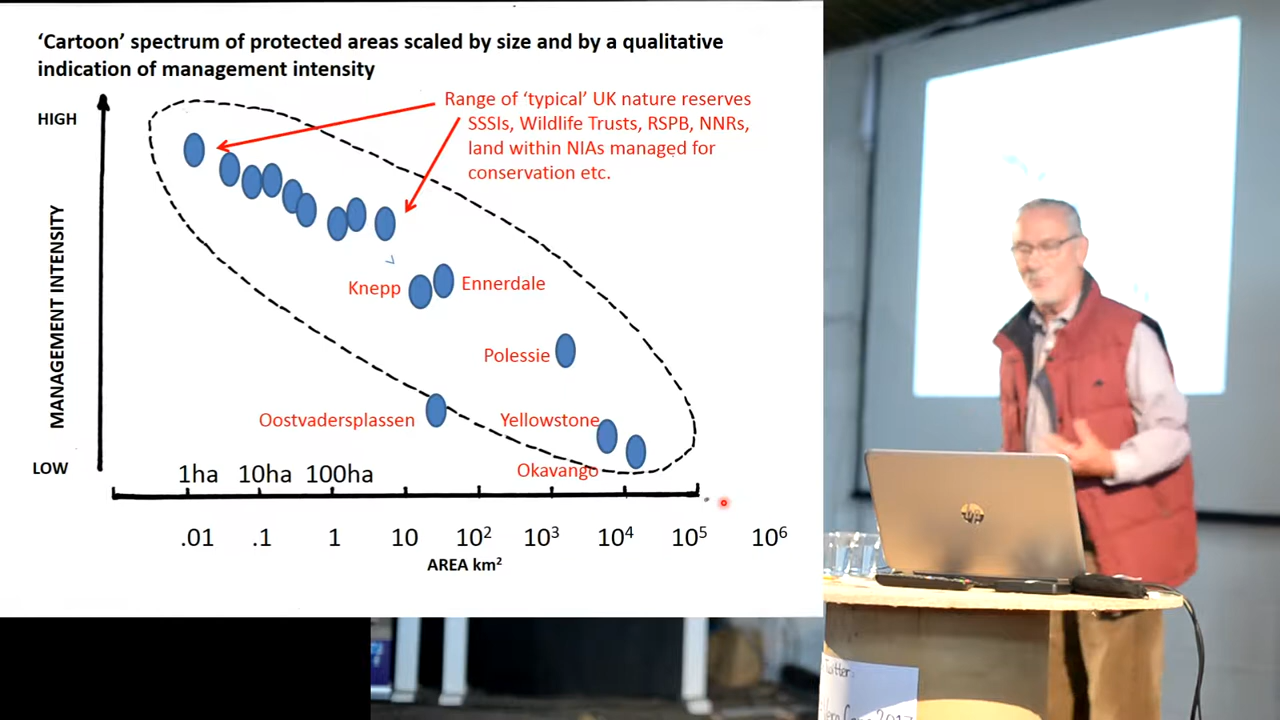 ‘Cartoon’ spectrum of protected areas scaled by size and by a qualitative
indication of management intensity
HIGH
Range of ‘typical’ UK nature reserves
SSSIs, Wildlife Trusts, RSPB, NNRs,
land within NIAs managed for
conservation etc.
MANAGEMENT INTENSITY
Knepp
Ennerdale
Polessie
Oostvadersplassen
Yellowstone
Okavango
LOW
1ha 10ha 100ha
.01 .1 1 10 10² 10³ 10⁴ 10⁵ 10⁶
AREA km²
hp
Twitter: